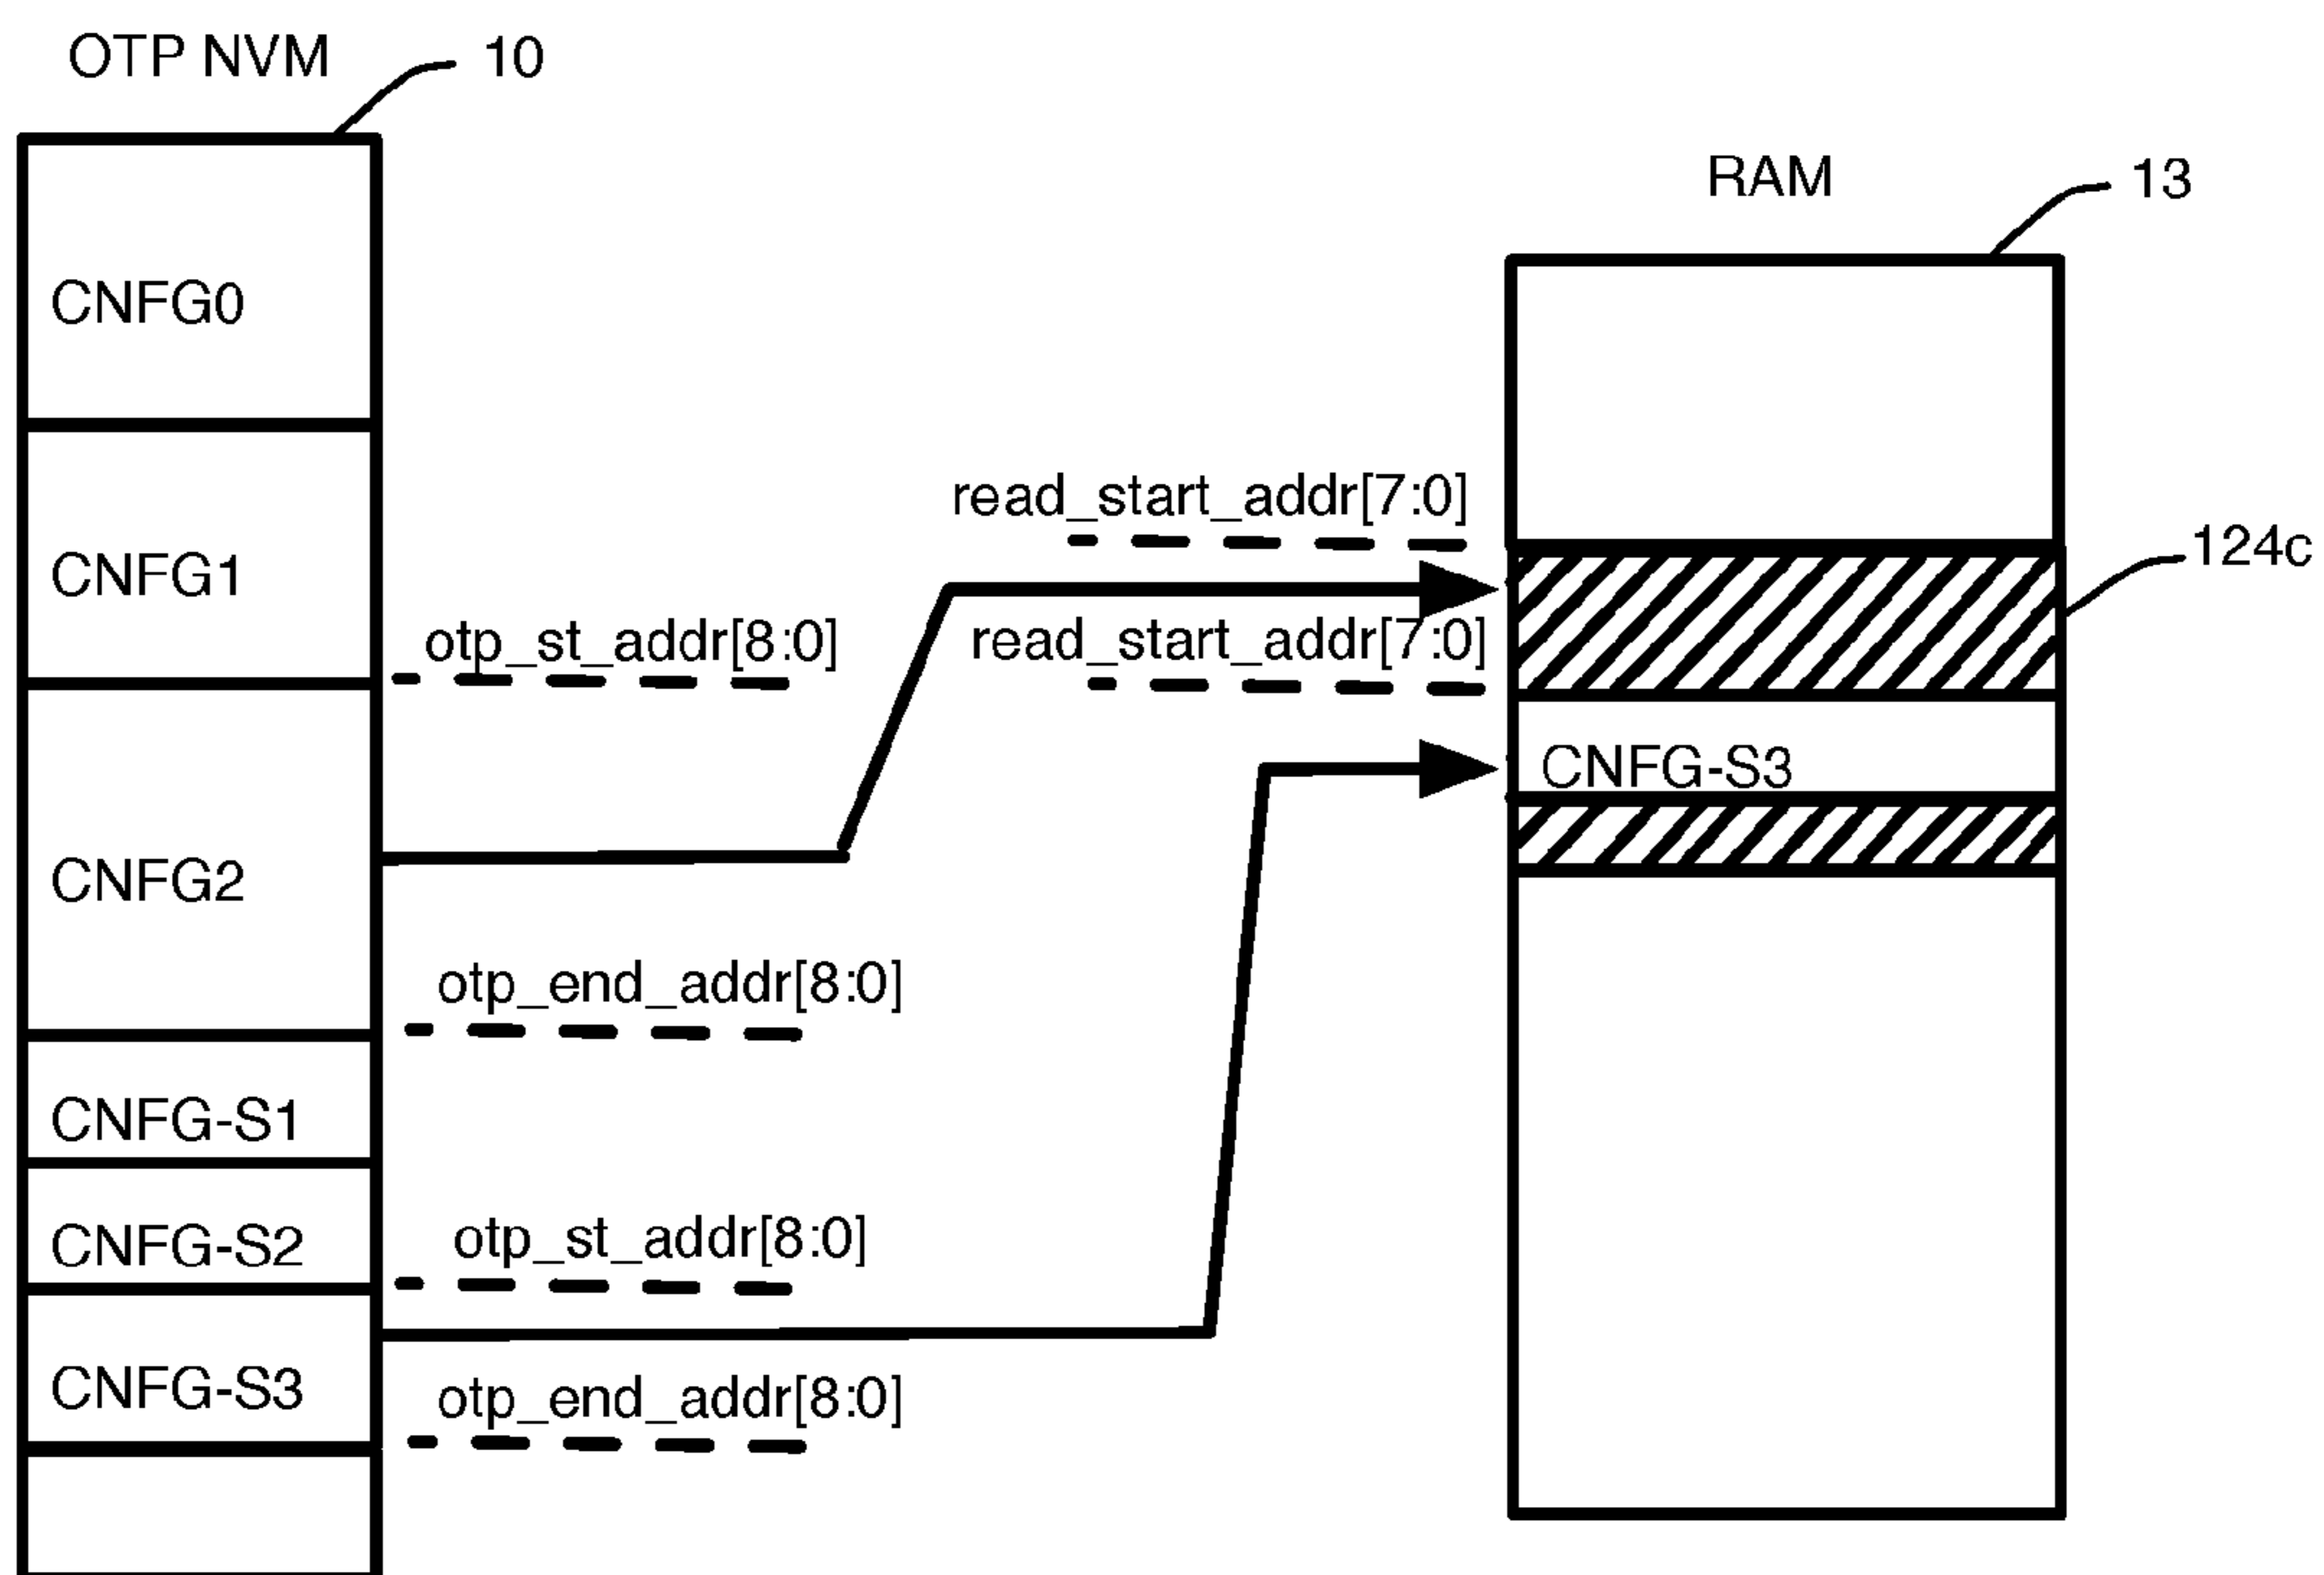 OTP NVM
10
CNFG0
CNFG1
otp_st_addr[8:0]
CNFG2
otp_end_addr[8:0]
CNFG-S1
CNFG-S2
otp_st_addr[8:0]
CNFG-S3
otp_end_addr[8:0]
RAM
13
read_start_addr[7:0]
124c
read_start_addr[7:0]
CNFG-S3